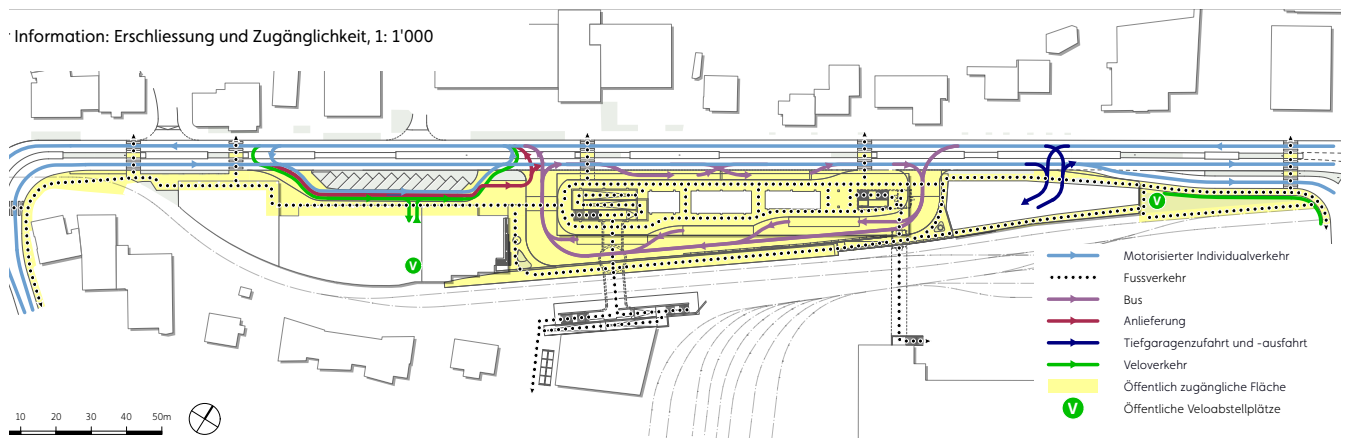 Information: Erschliessung und Zugänglichkeit, 1: 1'000
V
V
Motorisierter Individualverkehr
Fussverkehr
Bus
Anlieferung
Tiefgaragenzufahrt und -ausfahrt
Veloverkehr
Öffentlich zugängliche Fläche
V Öffentliche Veloabstellplätze
10 20 30 40 50m